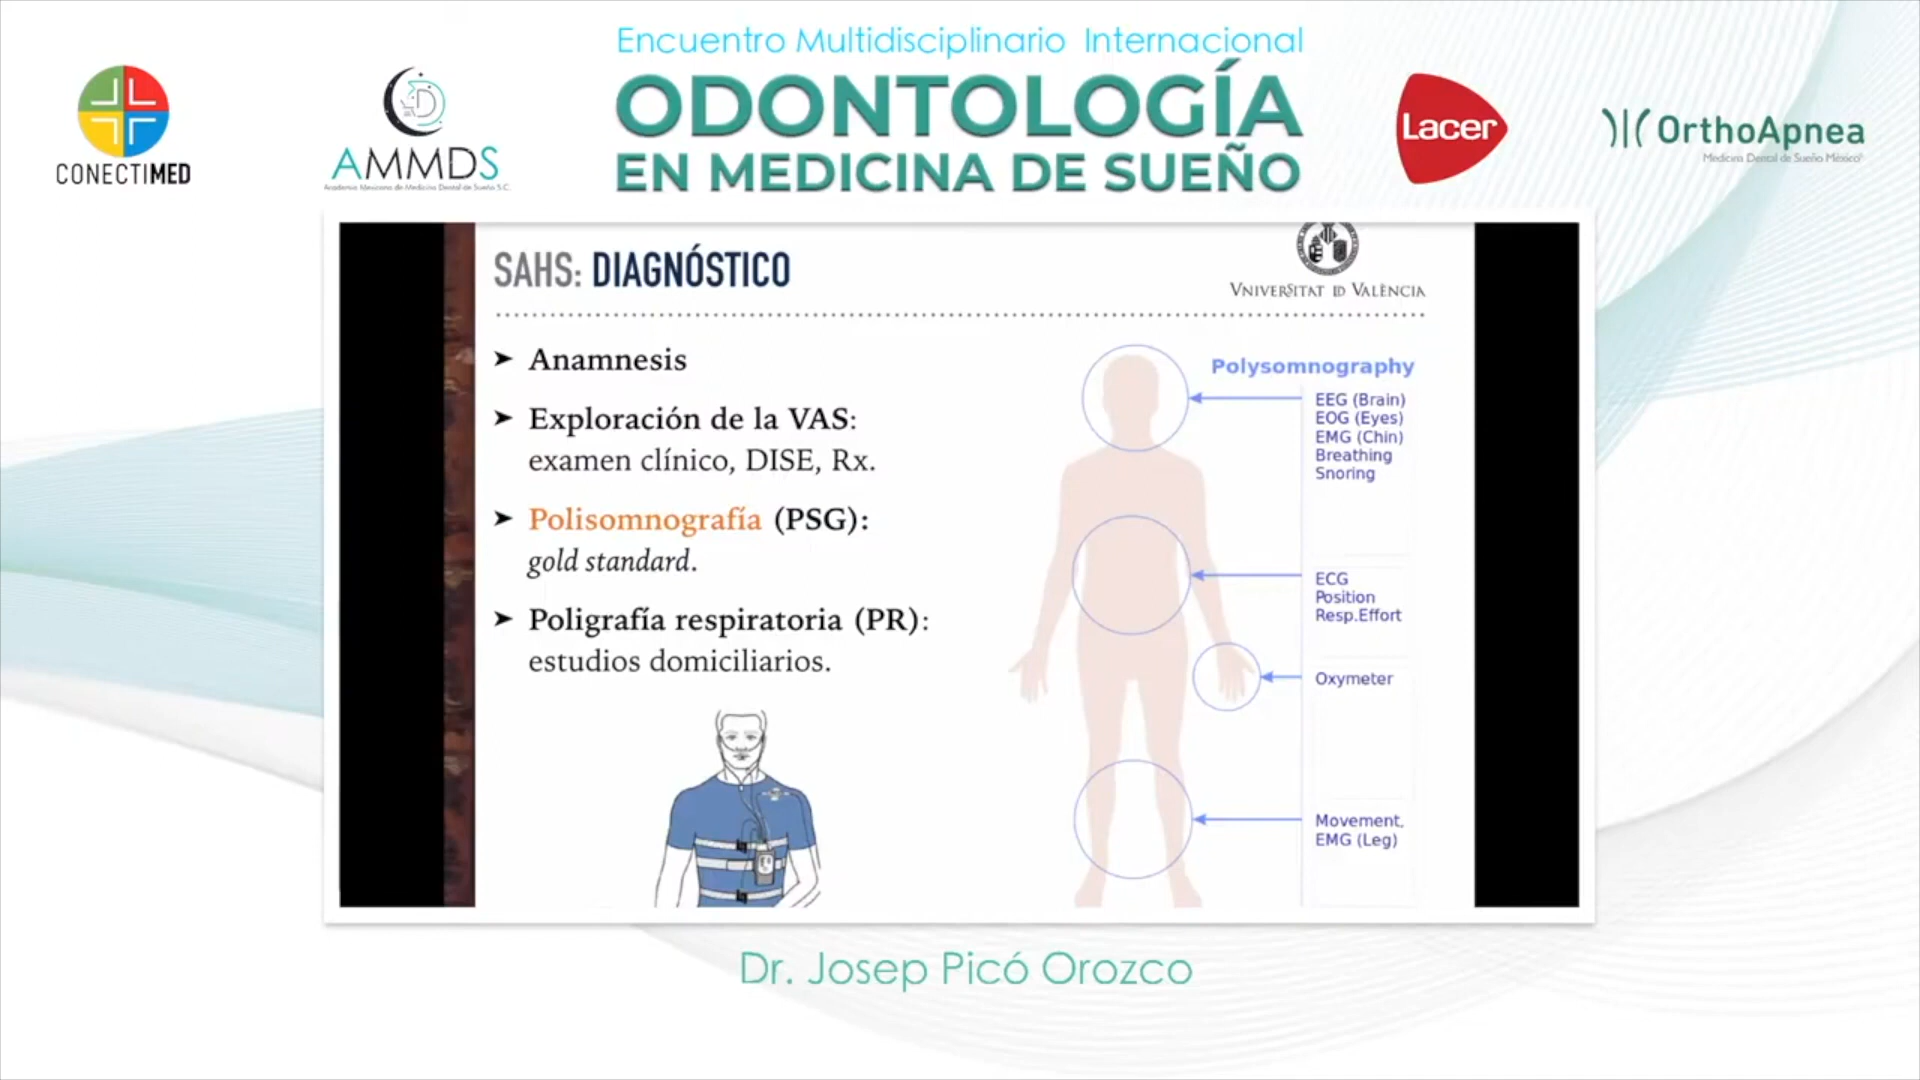 Encuentro Multidisciplinario Internacional
ODONTOLOGÍA
EN MEDICINA DE SUEÑO
CONECTIMED
AMMDS
Academia Mexicana de Medicina Dental de Sueño S.C.
Lacer
OrthoApnea
Medicina Dental de Sueño México
SAHS: DIAGNÓSTICO
VNIVERSITAT ID VALÈNCIA
➤ Anamnesis
➤ Exploración de la VAS:
examen clínico, DISE, Rx.
➤ Polisomnografía (PSG):
gold standard.
➤ Poligrafía respiratoria (PR):
estudios domiciliarios.
Polysomnography
EEG (Brain)
EOG (Eyes)
EMG (Chin)
Breathing
Snoring
ECG
Position
Resp.Effort
Oxymeter
Movement,
EMG (Leg)
Dr. Josep Picó Orozco